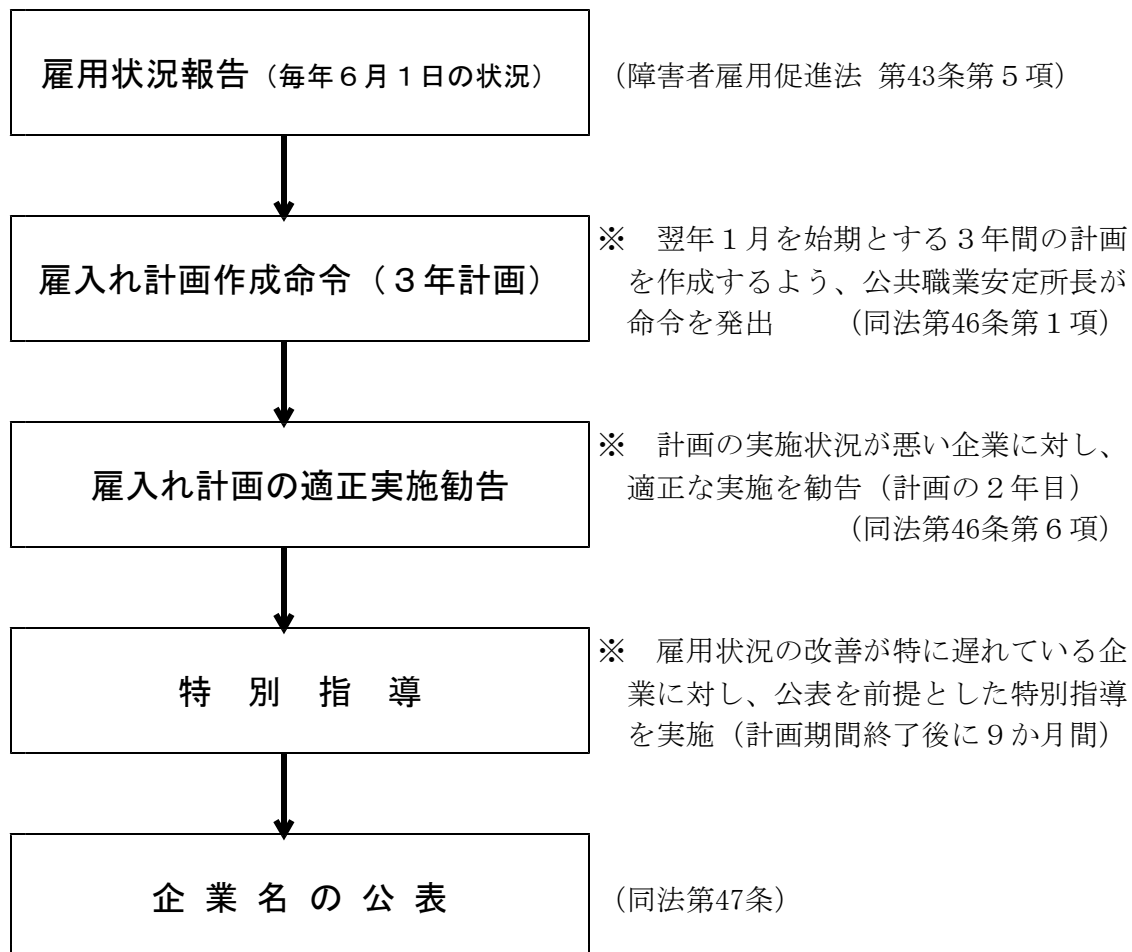 雇用状況報告（毎年６月１日の状況）
（障害者雇用促進法 第43条第５項）
雇入れ計画作成命令（３年計画）
※　翌年１月を始期とする３年間の計画
を作成するよう、公共職業安定所長が
命令を発出　　（同法第46条第１項）
雇入れ計画の適正実施勧告
※　計画の実施状況が悪い企業に対し、
適正な実施を勧告（計画の２年目）
（同法第46条第６項）
特　別　指　導
※　雇用状況の改善が特に遅れている企
業に対し、公表を前提とした特別指導
を実施（計画期間終了後に９か月間）
企 業 名 の 公 表
（同法第47条）